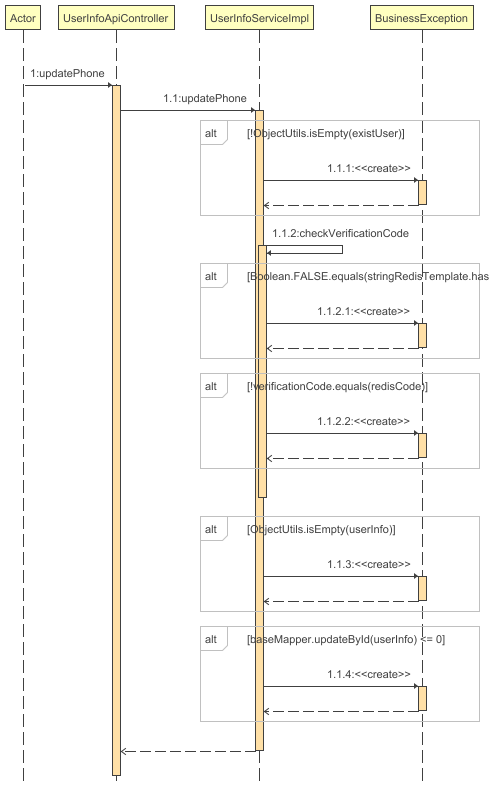 Actor
UserInfoApiController
UserInfoServiceImpl
BusinessException
1:updatePhone
1.1:updatePhone
alt
[!ObjectUtils.isEmpty(existUser)]
1.1.1:<<create>>
1.1.2:checkVerificationCode
alt
[Boolean.FALSE.equals(stringRedisTemplate.has
1.1.2.1:<<create>>
alt
[!verificationCode.equals(redisCode)]
1.1.2.2:<<create>>
alt
[ObjectUtils.isEmpty(userInfo)]
1.1.3:<<create>>
alt
[baseMapper.updateById(userInfo) <= 0]
1.1.4:<<create>>